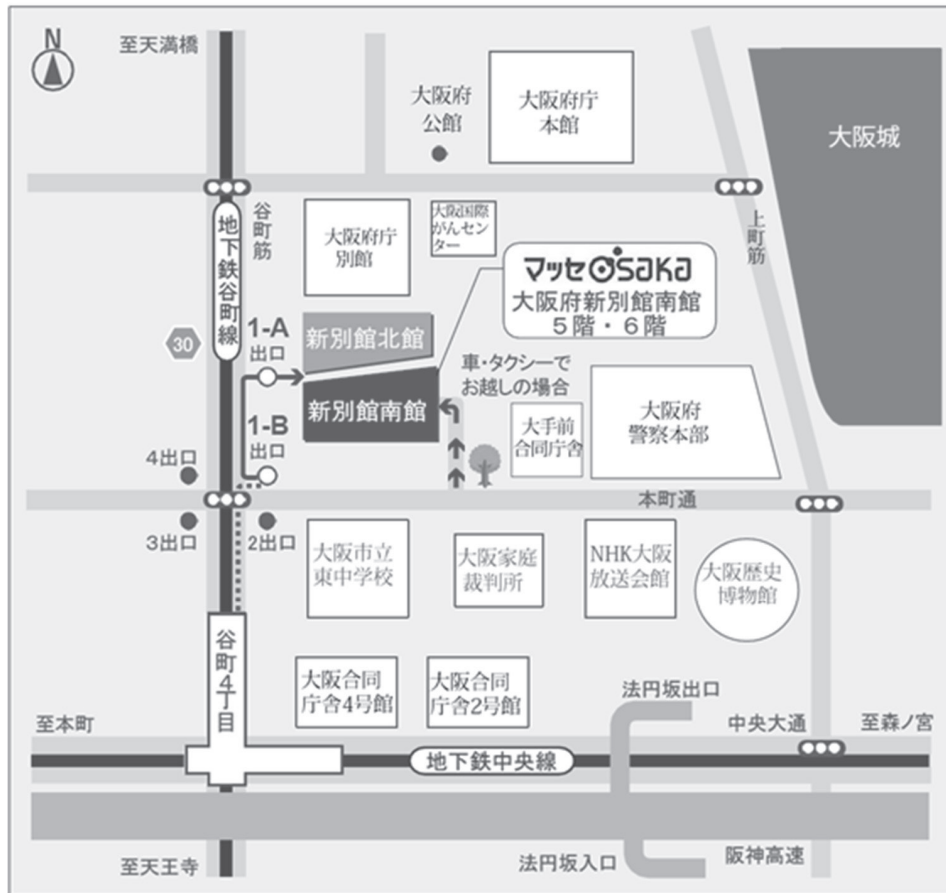 N
至天満橋
大阪府
公館
大阪府庁
本館
大阪城
谷町筋
上町筋
地下鉄谷町線
大阪府庁
別館
大阪国際
がんセン
ター
マッセOSAKA
大阪府新別館南館
5階・6階
30
1-A
出口
新別館北館
車・タクシーで
お越しの場合
新別館南館
1-B
出口
大手前
合同庁舎
大阪府
警察本部
4出口
本町通
3出口
2出口
大阪市立
東中学校
大阪家庭
裁判所
NHK大阪
放送会館
大阪歴史
博物館
谷町4丁目
大阪合同
庁舎4号館
大阪合同
庁舎2号館
法円坂出口
至本町
中央大通
至森ノ宮
地下鉄中央線
至天王寺
法円坂入口
阪神高速